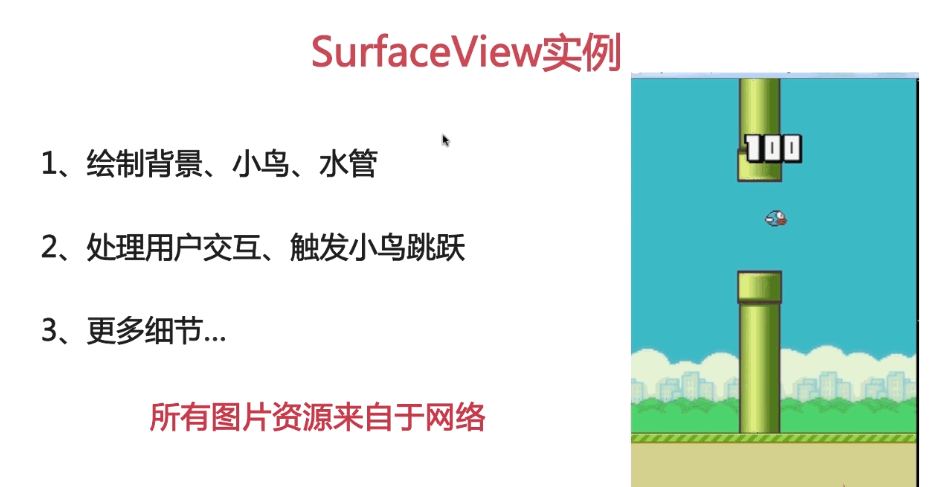 SurfaceView实例
1、绘制背景、小鸟、水管
2、处理用户交互、触发小鸟跳跃
3、更多细节...
所有图片资源来自于网络
100